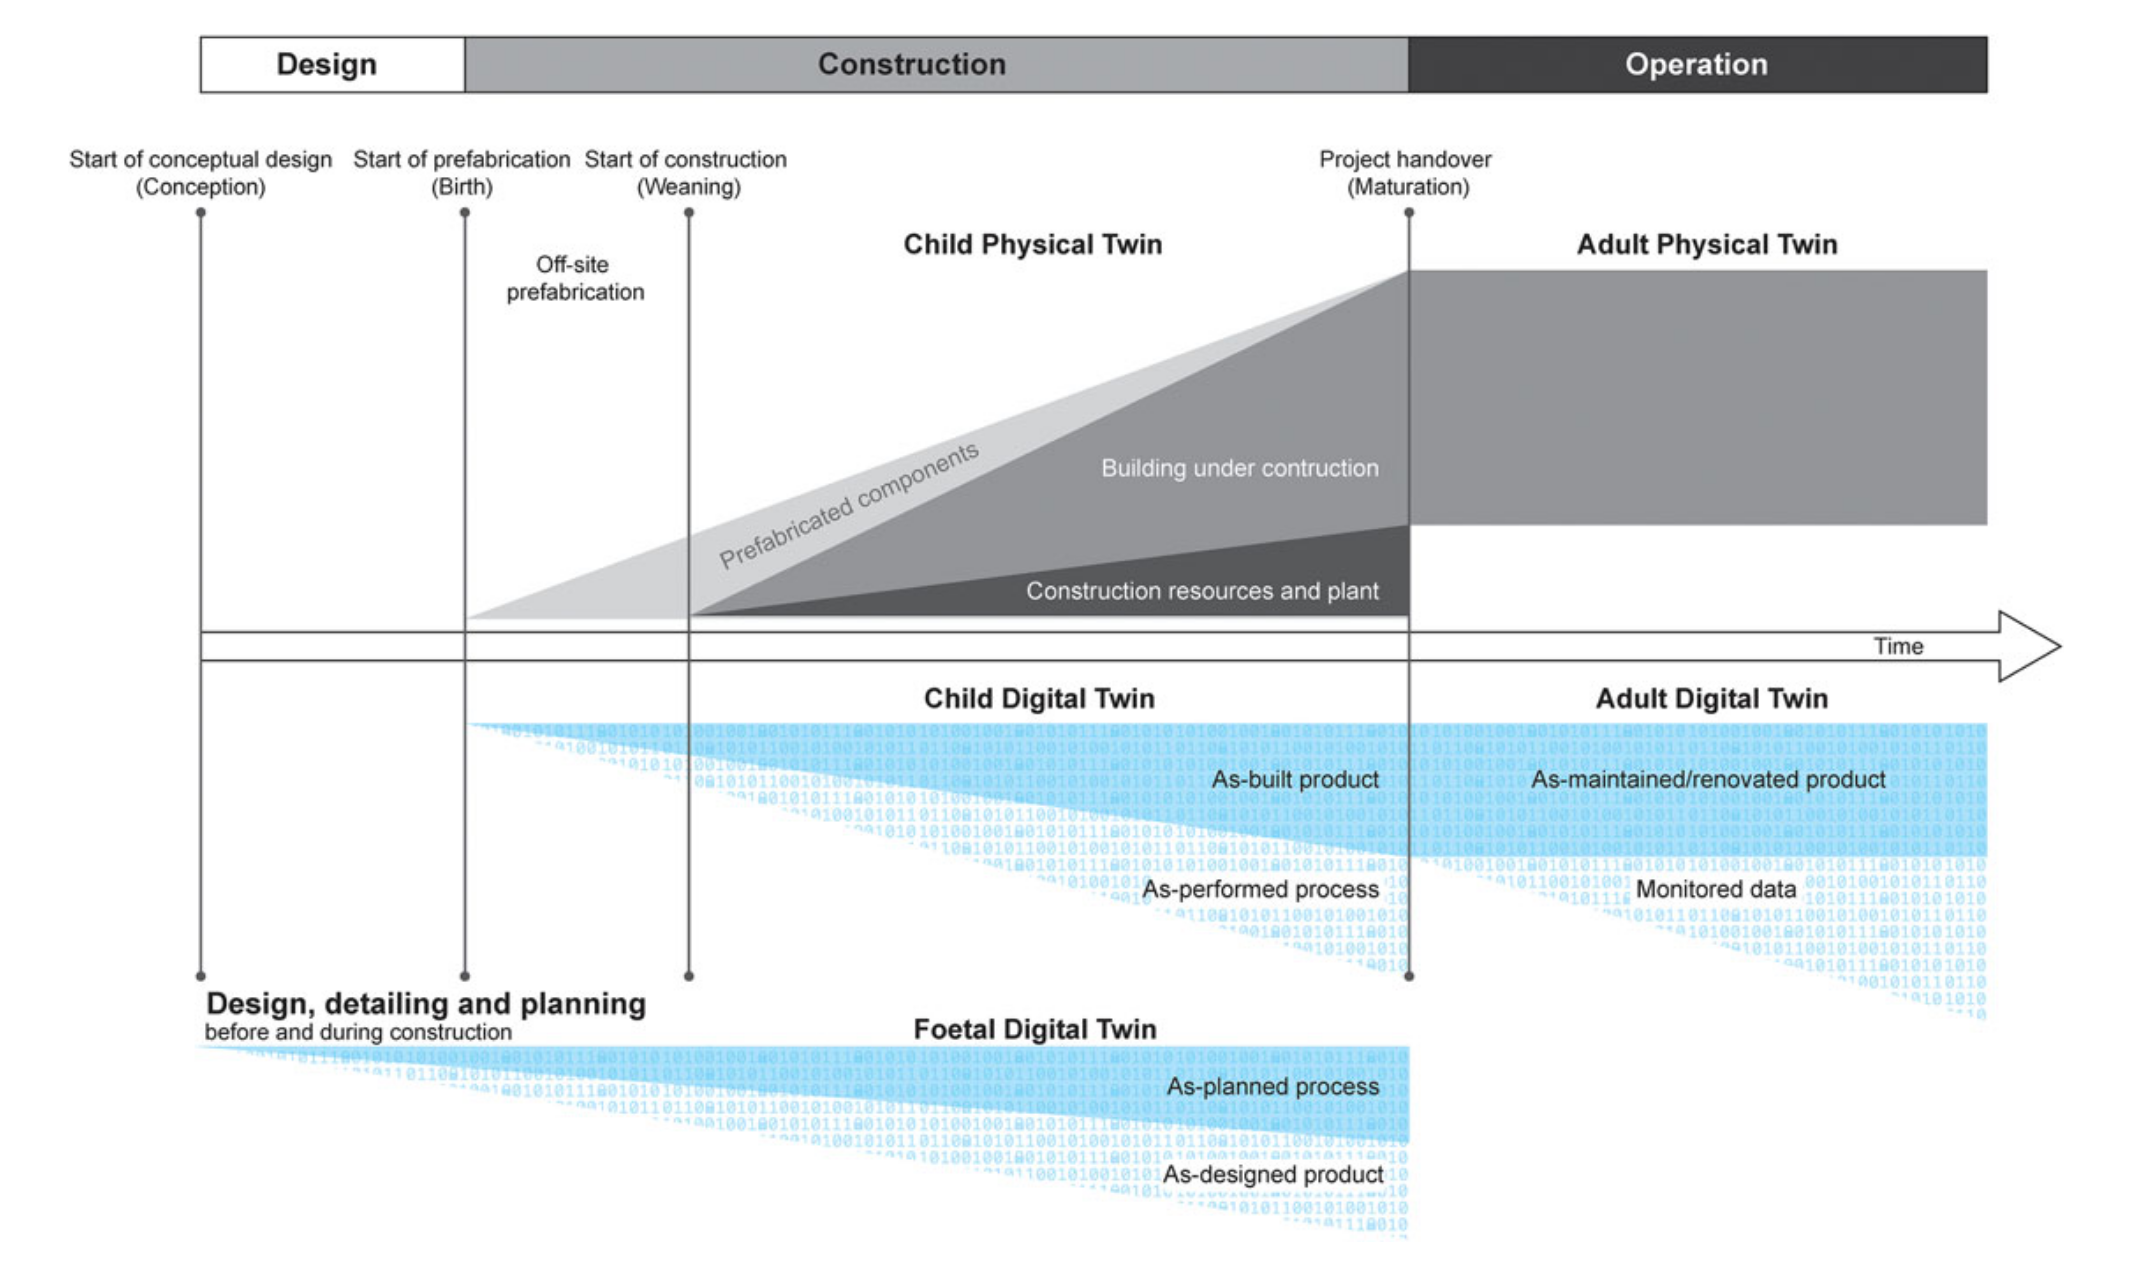 Design
Construction
Operation
Start of conceptual design
(Conception)
Start of prefabrication
(Birth)
Start of construction
(Weaning)
Project handover
(Maturation)
Child Physical Twin
Adult Physical Twin
Off-site
prefabrication
Prefabricated components
Building under contruction
Construction resources and plant
Time
Child Digital Twin
Adult Digital Twin
As-built product
As-maintained/renovated product
As-performed process
Monitored data
Design, detailing and planning
before and during construction
Foetal Digital Twin
As-planned process
As-designed product